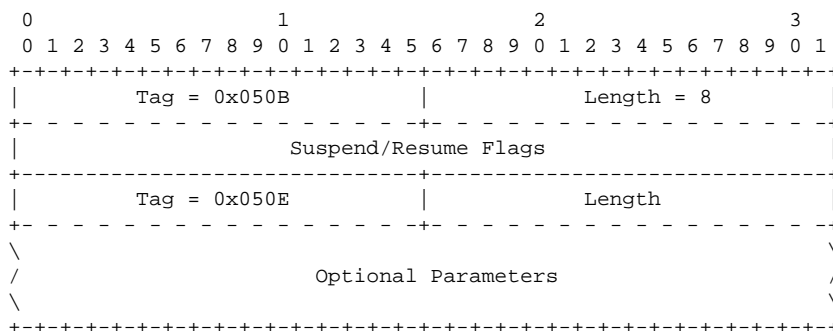 0                   1                   2                   3
 0 1 2 3 4 5 6 7 8 9 0 1 2 3 4 5 6 7 8 9 0 1 2 3 4 5 6 7 8 9 0 1
+-+-+-+-+-+-+-+-+-+-+-+-+-+-+-+-+-+-+-+-+-+-+-+-+-+-+-+-+-+-+-+-
|         Tag = 0x050B          |           Length = 8          |
+- - - - - - - - - - - - - - - -+- - - - - - - - - - - - - - - -+
|                     Suspend/Resume Flags                      |
+-------------------------------+-------------------------------+
|         Tag = 0x050E          |            Length             |
+- - - - - - - - - - - - - - - -+- - - - - - - - - - - - - - - -+
\                                                               \
/                       Optional Parameters                     /
\                                                               \
+-+-+-+-+-+-+-+-+-+-+-+-+-+-+-+-+-+-+-+-+-+-+-+-+-+-+-+-+-+-+-+-